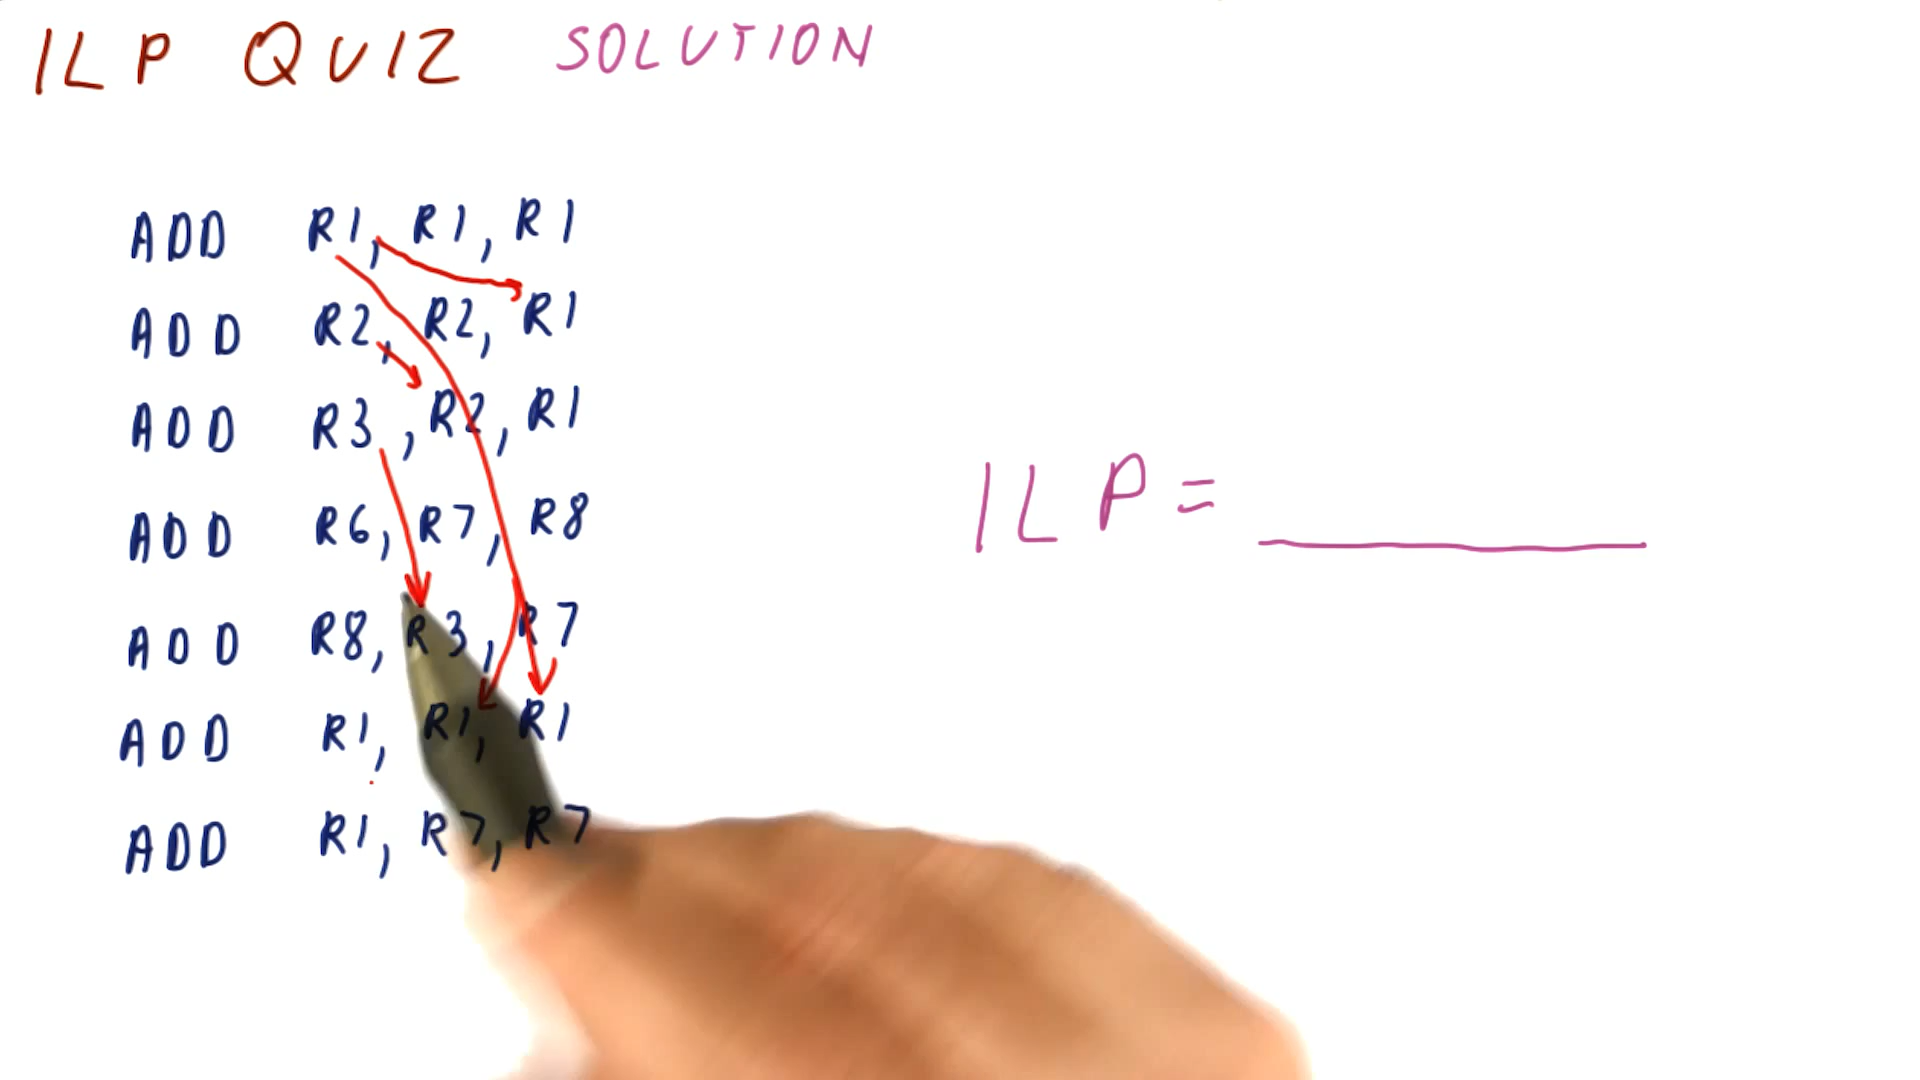 ILP QUIZ SOLUTION
ADD R1, R1, R1
ADD R2, R2, R1
ADD R3, R2, R1
ADD R6, R7, R8
ADD R8, R3, R7
ADD R1, R1, R1
ADD R1, R7, R7
ILP =